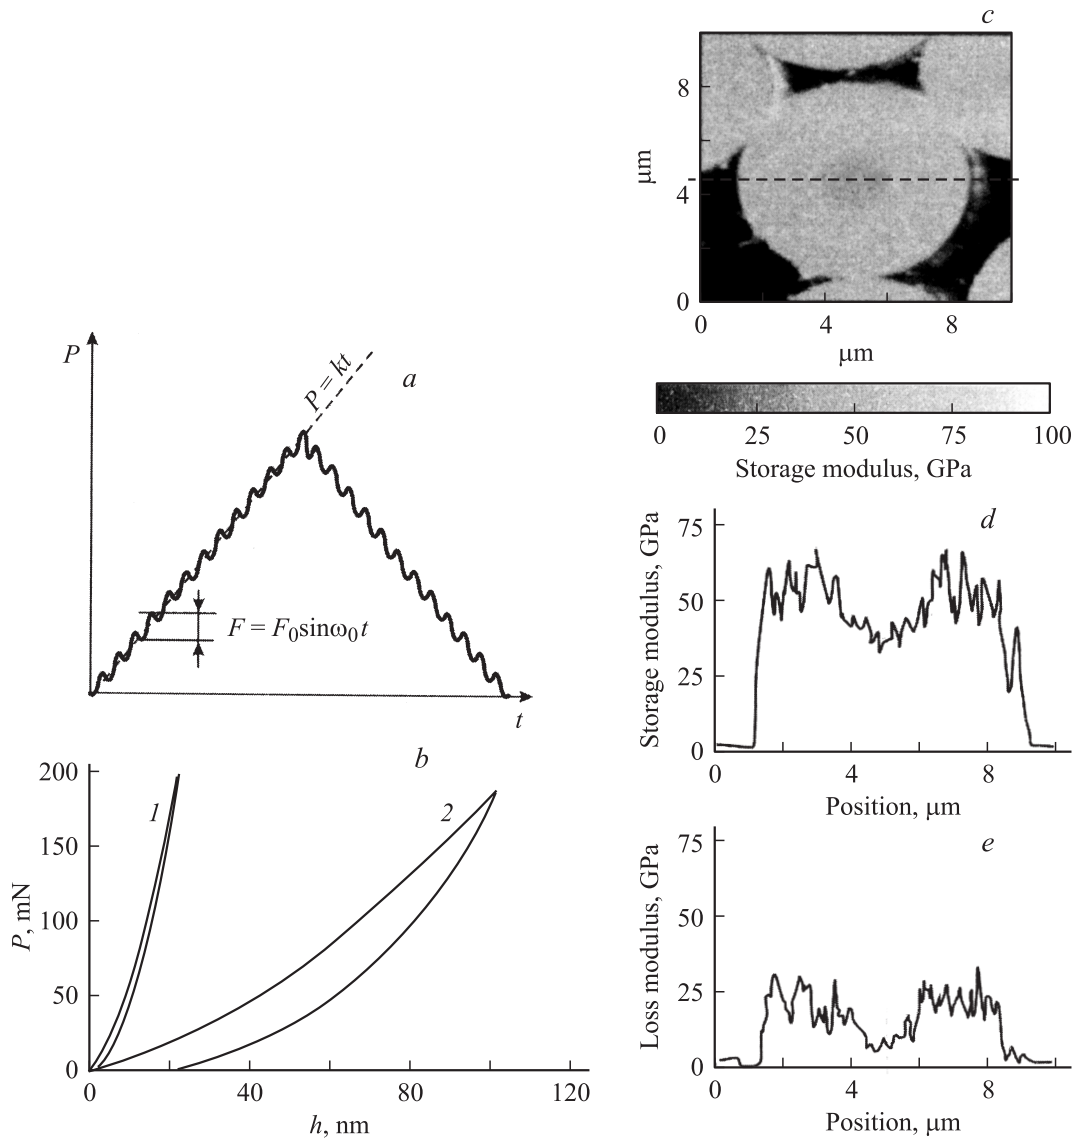 a
P
P = kt
F = F₀sinω₀t
t
b
200
150
100
50
0
P, mN
1
2
0
40
80
120
h, nm
c
8
4
0
μm
0
4
8
μm
0
25
50
75
100
Storage modulus, GPa
d
75
50
25
0
Storage modulus, GPa
0
4
8
Position, μm
e
75
50
25
0
Loss modulus, GPa
0
4
8
Position, μm